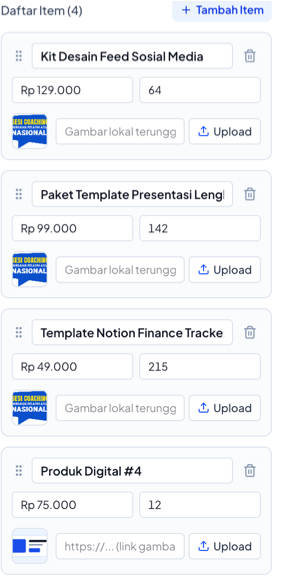 Daftar Item (4)
+ Tambah Item
Kit Desain Feed Sosial Media
Rp 129.000
64
SESI COACHING
NASIONAL
Gambar lokal terungg
Upload
Paket Template Presentasi Lengl
Rp 99.000
142
SESI COACHING
NASIONAL
Gambar lokal terungg
Upload
Template Notion Finance Tracke
Rp 49.000
215
SESI COACHING
NASIONAL
Gambar lokal terungg
Upload
Produk Digital #4
Rp 75.000
12
https://... (link gamba
Upload